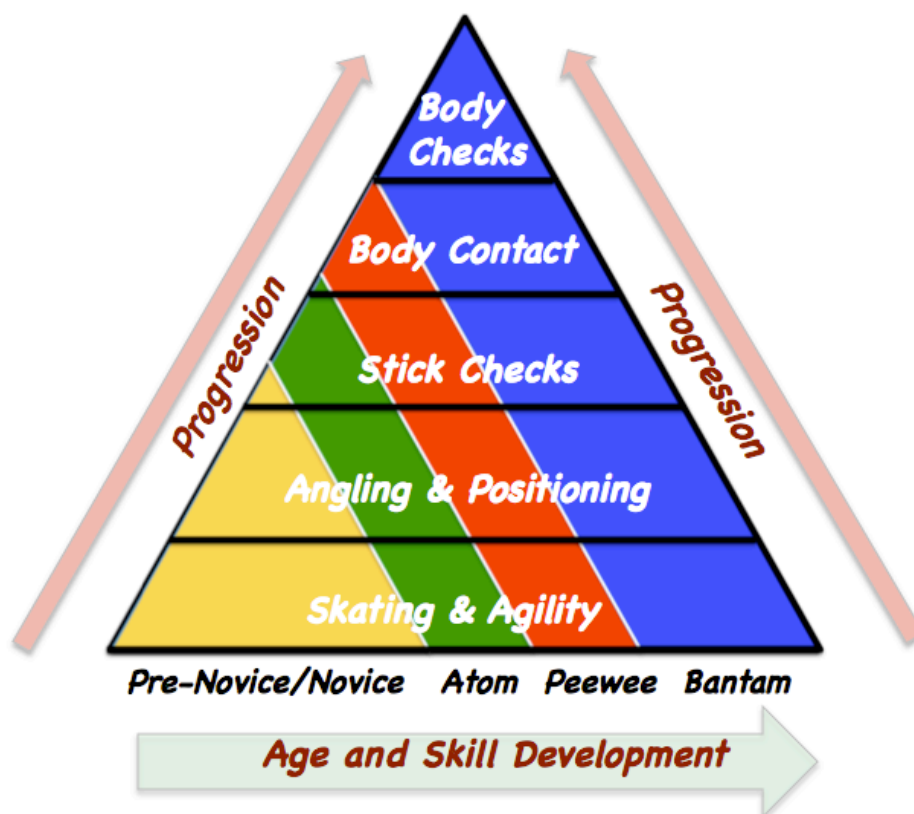 Body
Checks
Body Contact
Progression
Progression
Stick Checks
Angling & Positioning
Skating & Agility
Pre-Novice/Novice Atom Peewee Bantam
Age and Skill Development